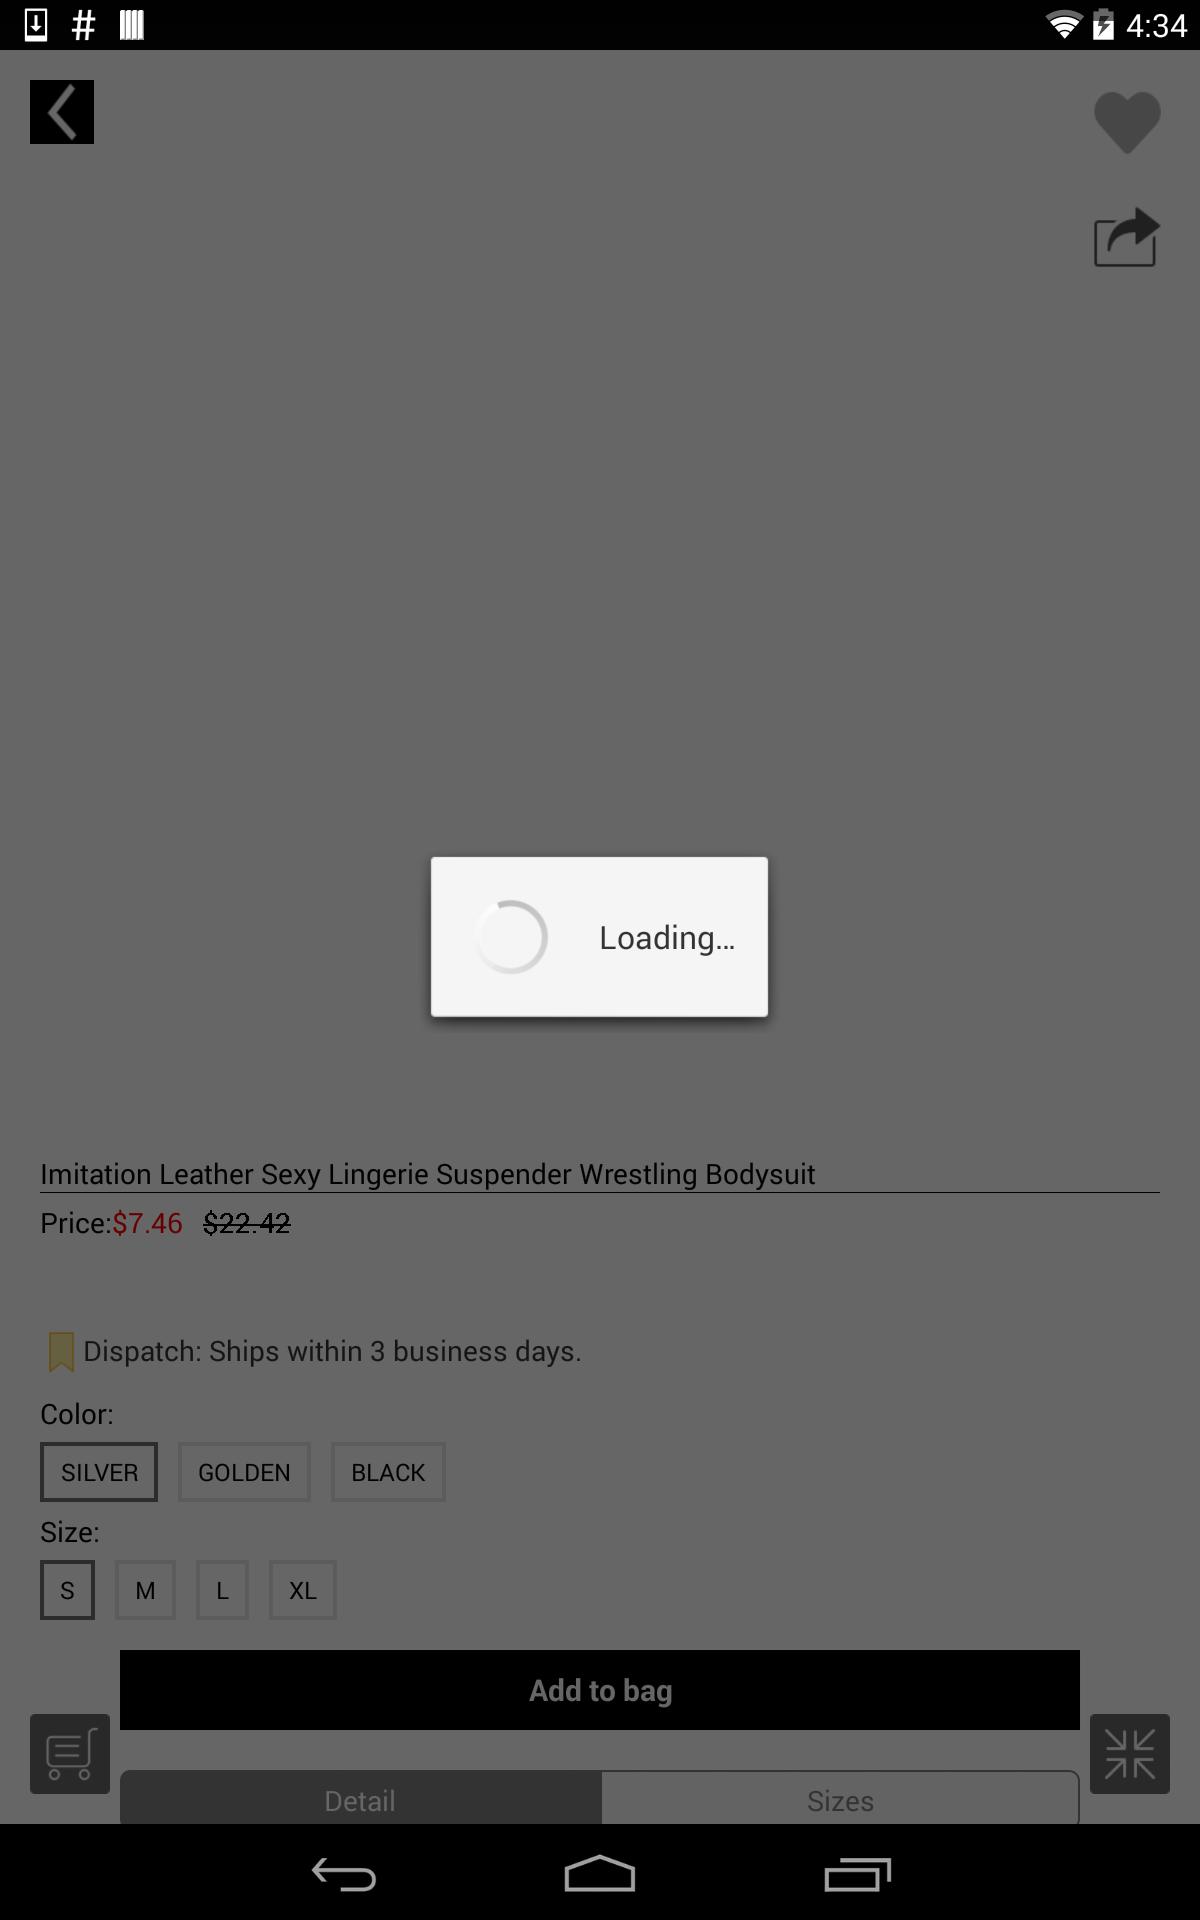 4:34
Loading...
Imitation Leather Sexy Lingerie Suspender Wrestling Bodysuit
Price:$7.46 $22.42
Dispatch: Ships within 3 business days.
Color:
SILVER GOLDEN BLACK
Size:
S M L XL
Add to bag
Detail Sizes